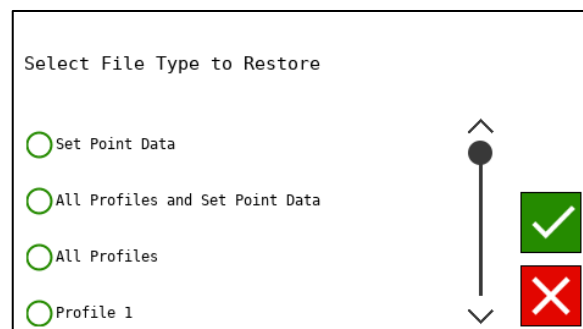 Select File Type to Restore
Set Point Data
All Profiles and Set Point Data
All Profiles
Profile 1